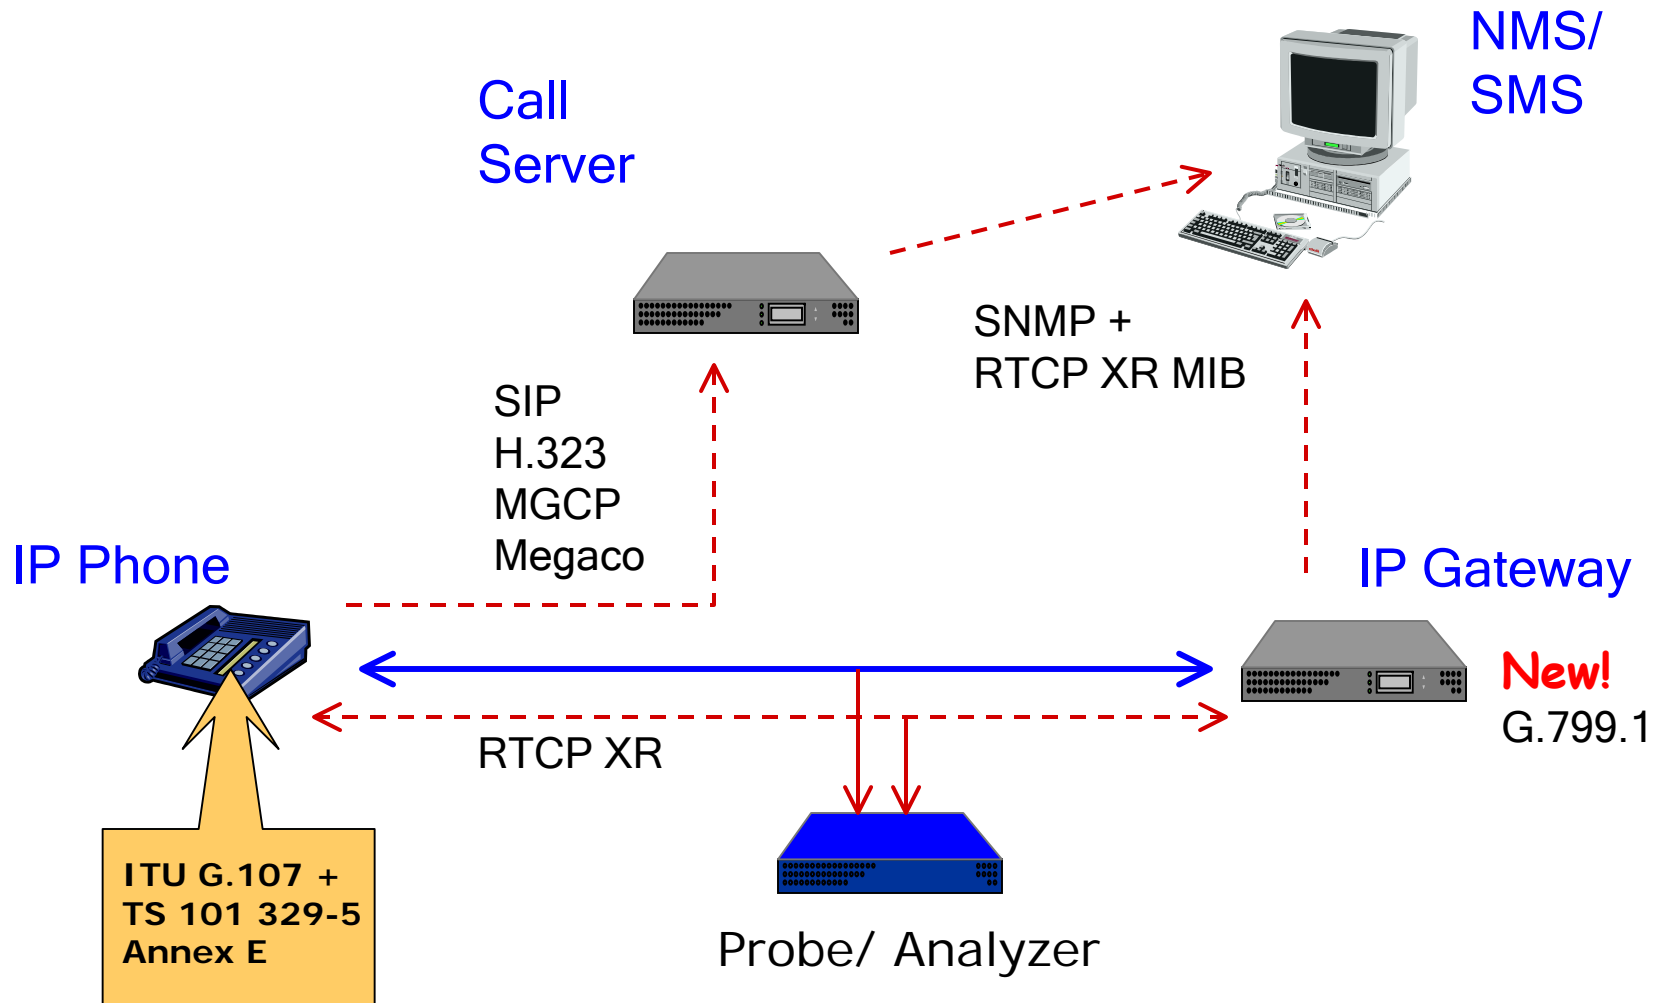 NMS/
SMS
Call
Server
SNMP +
RTCP XR MIB
SIP
H.323
MGCP
Megaco
IP Phone
IP Gateway
New!
G.799.1
RTCP XR
ITU G.107 +
TS 101 329-5
Annex E
Probe/ Analyzer